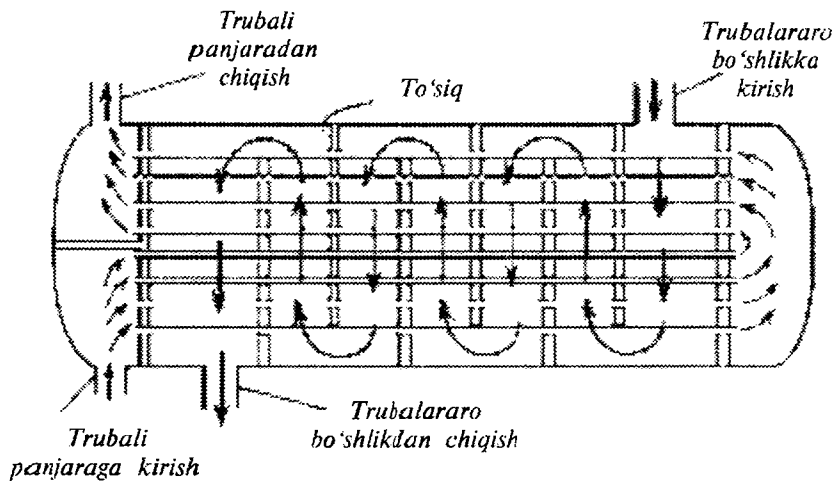 Trubali
panjaradan
chiqish
To'siq
Trubalararo
bo'shlikka
kirish
Trubali
panjaraga kirish
Trubalararo
bo'shlikdan chiqish